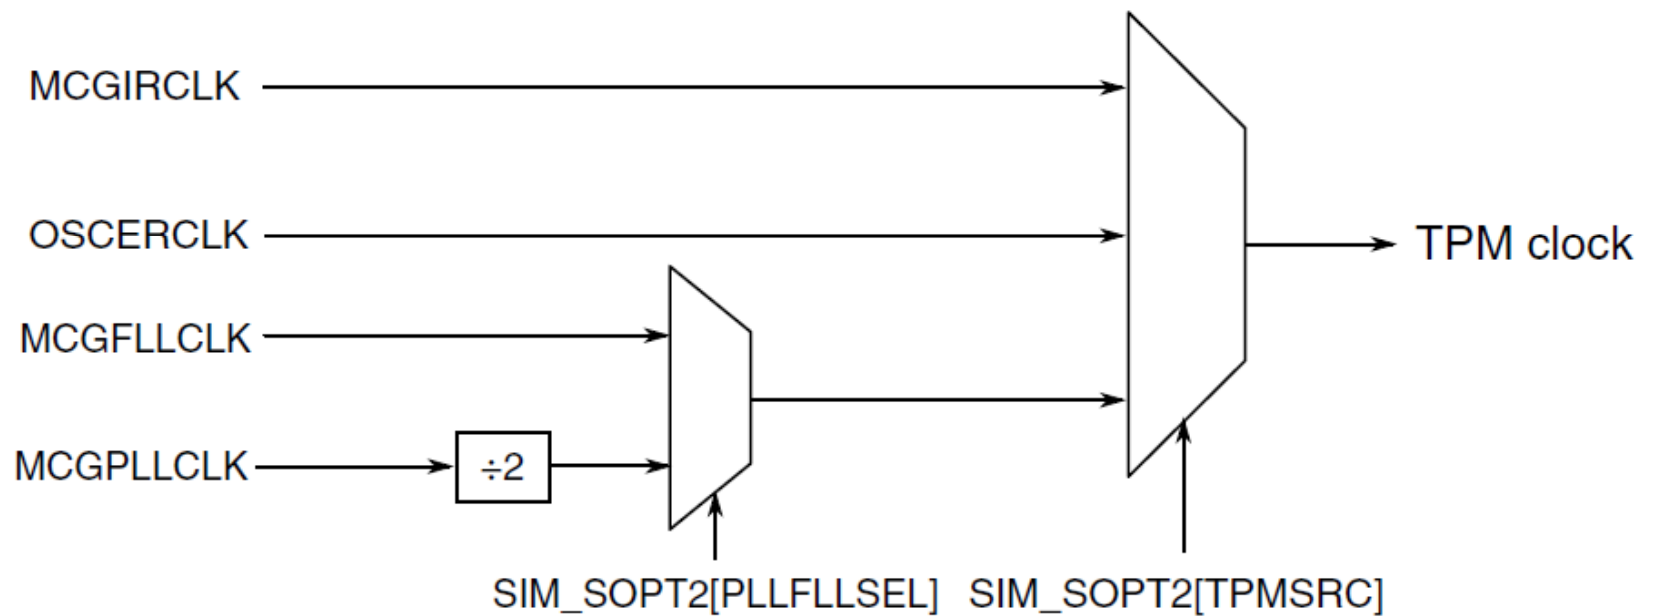 MCGIRCLK
OSCERCLK
TPM clock
MCGFLLCLK
MCGPLLCLK
÷2
SIM_SOPT2[PLLFLLSEL]
SIM_SOPT2[TPMSRC]